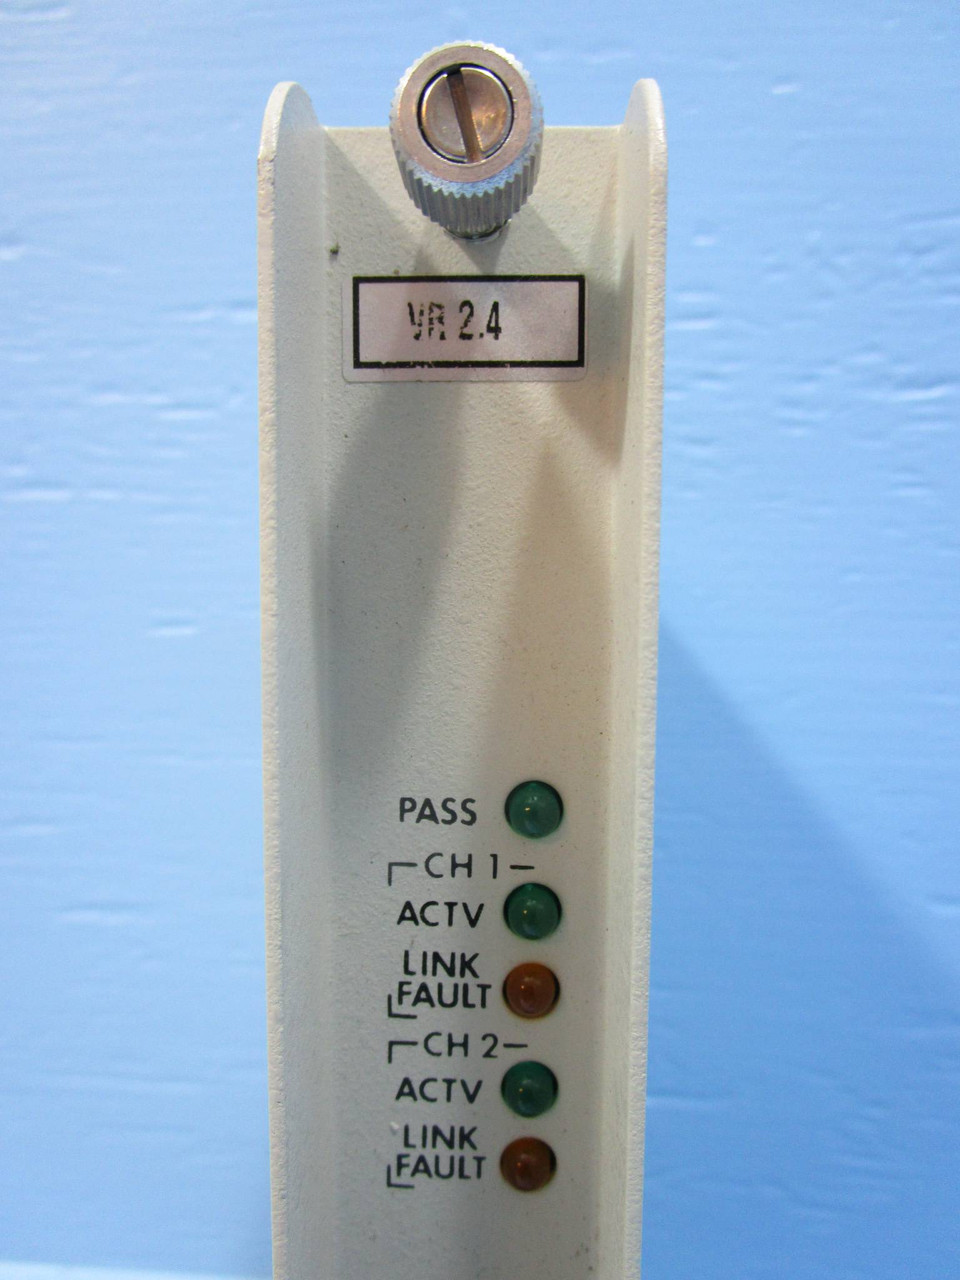 VR 2.4
PASS
CH 1
ACTV
LINK
FAULT
CH 2
ACTV
LINK
FAULT